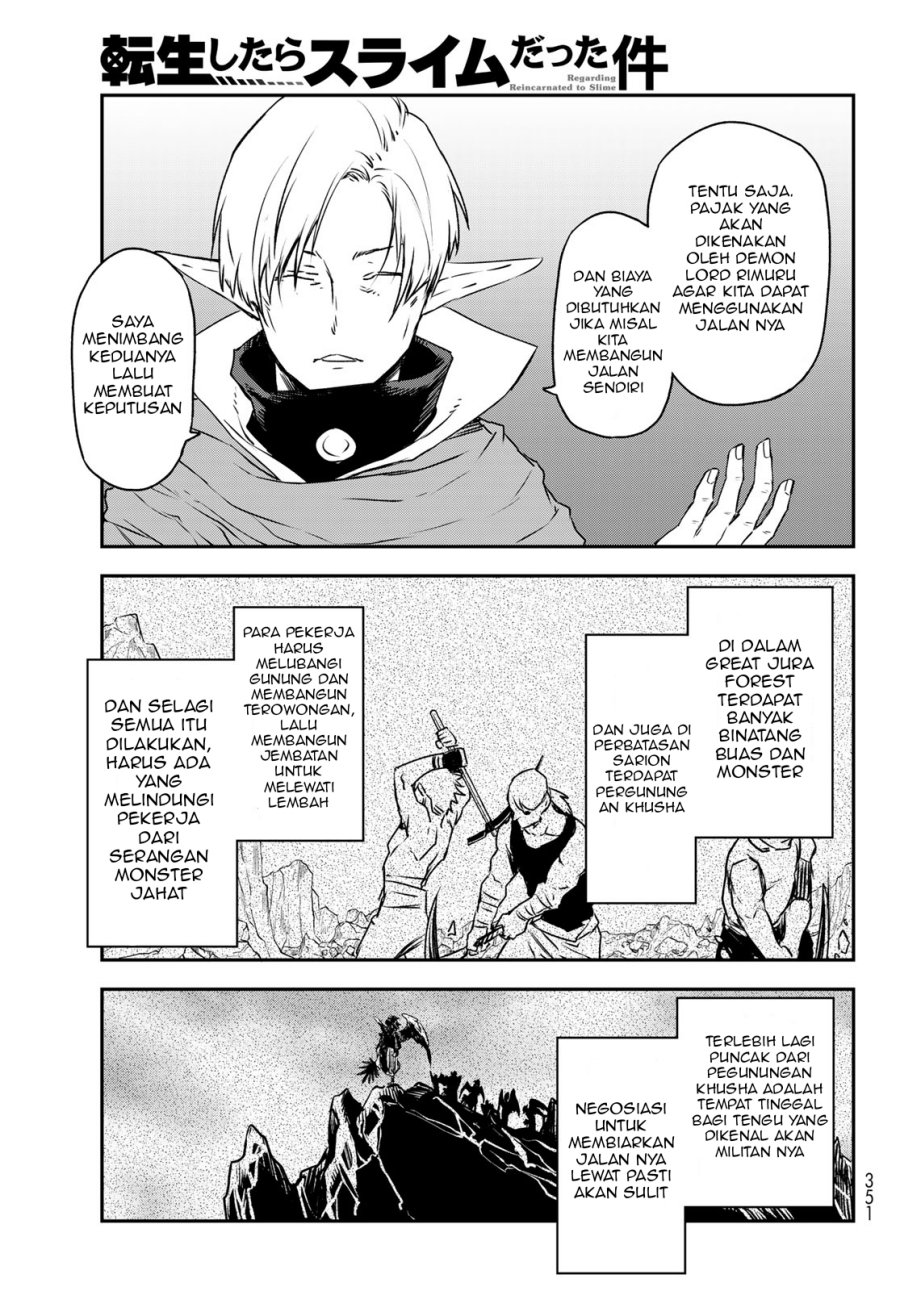 転生したらスライムだった件
Regarding
Reincarnated to Slime
TENTU SAJA.
PAJAK YANG
AKAN
DIKENAKAN
OLEH DEMON
LORD RIMURU
AGAR KITA DAPAT
MENGGUNAKAN
JALAN NYA
DAN BIAYA
YANG
DIBUTUHKAN
JIKA MISAL
KITA
MEMBANGUN
JALAN
SENDIRI
SAYA
MENIMBANG
KEDUANYA
LALU
MEMBUAT
KEPUTUSAN
DI DALAM
GREAT JURA
FOREST
TERDAPAT
BANYAK
BINATANG
BUAS DAN
MONSTER
DAN JUGA DI
PERBATASAN
SARION
TERDAPAT
PERGUNUNG
AN KHUSHA
PARA PEKERJA
HARUS
MELUBANGI
GUNUNG DAN
MEMBANGUN
TEROWONGAN,
LALU
MEMBANGUN
JEMBATAN
UNTUK
MELEWATI
LEMBAH
DAN SELAGI
SEMUA ITU
DILAKUKAN,
HARUS ADA
YANG
MELINDUNGI
PEKERJA
DARI
SERANGAN
MONSTER
JAHAT
TERLEBIH LAGI
PUNCAK DARI
PEGUNUNGAN
KHUSHA ADALAH
TEMPAT TINGGAL
BAGI TENGU YANG
DIKENAL AKAN
MILITAN NYA
NEGOSIASI
UNTUK
MEMBIARKAN
JALAN NYA
LEWAT PASTI
AKAN SULIT
351